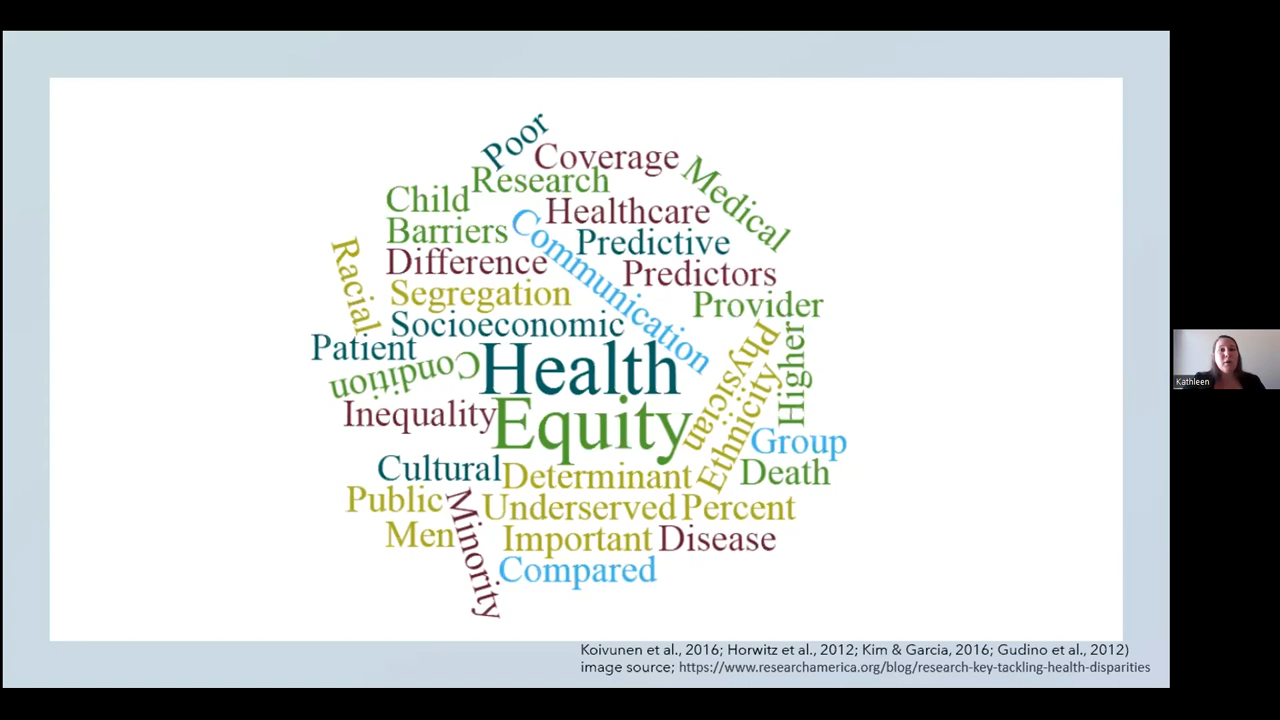 Poor
Coverage
Research
Medical
Child
Healthcare
Barriers
Communication
Predictive
Racial
Difference
Predictors
Segregation
Provider
Socioeconomic
Patient
Condition
Health
Physician
Higher
Inequality
Equity
Ethnicity
Group
Cultural
Determinant
Death
Public
Minority
Underserved
Percent
Men
Important
Disease
Compared
Kathleen
Koivunen et al., 2016; Horwitz et al., 2012; Kim & Garcia, 2016; Gudino et al., 2012)
image source; https://www.researchamerica.org/blog/research-key-tackling-health-disparities